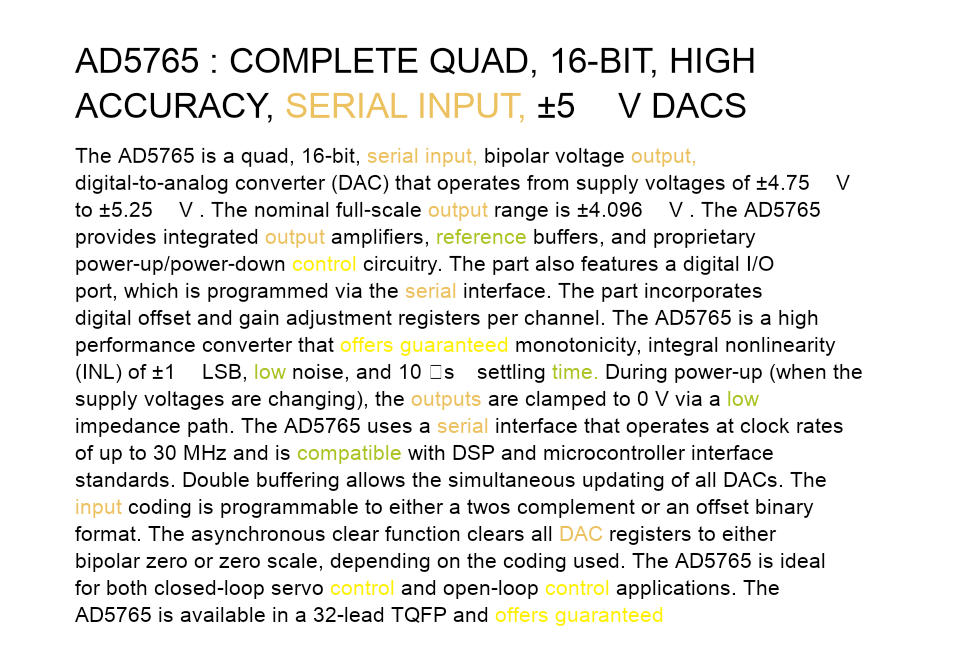 AD5765 : COMPLETE QUAD, 16-BIT, HIGH
ACCURACY, SERIAL INPUT, ±5 V DACS
The AD5765 is a quad, 16-bit, serial input, bipolar voltage output,
digital-to-analog converter (DAC) that operates from supply voltages of ±4.75 V
to ±5.25 V . The nominal full-scale output range is ±4.096 V . The AD5765
provides integrated output amplifiers, reference buffers, and proprietary
power-up/power-down control circuitry. The part also features a digital I/O
port, which is programmed via the serial interface. The part incorporates
digital offset and gain adjustment registers per channel. The AD5765 is a high
performance converter that offers guaranteed monotonicity, integral nonlinearity
(INL) of ±1 LSB, low noise, and 10 □s settling time. During power-up (when the
supply voltages are changing), the outputs are clamped to 0 V via a low
impedance path. The AD5765 uses a serial interface that operates at clock rates
of up to 30 MHz and is compatible with DSP and microcontroller interface
standards. Double buffering allows the simultaneous updating of all DACs. The
input coding is programmable to either a twos complement or an offset binary
format. The asynchronous clear function clears all DAC registers to either
bipolar zero or zero scale, depending on the coding used. The AD5765 is ideal
for both closed-loop servo control and open-loop control applications. The
AD5765 is available in a 32-lead TQFP and offers guaranteed